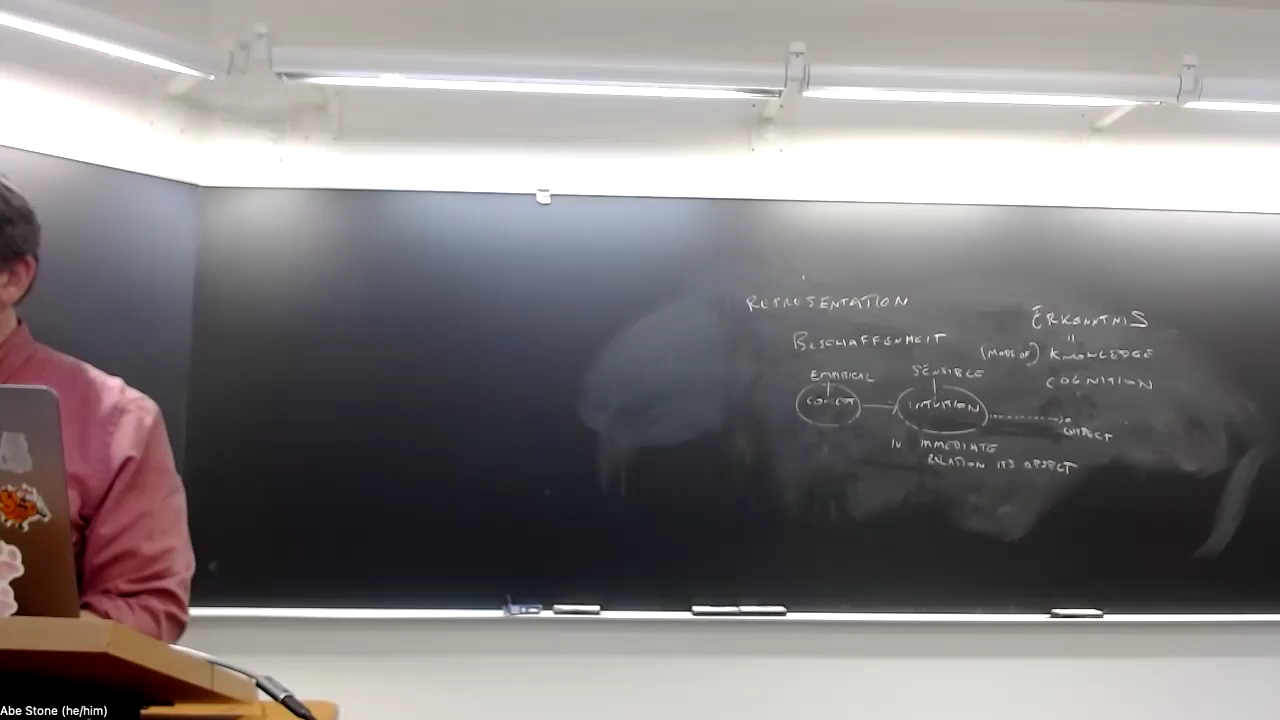 REPRESENTATION
ERKENNTNIS
BESCHAFFENHEIT
"
(MODE OF) KNOWLEDGE
COGNITION
EMPIRICAL
SENSIBLE
CONCEPT
INTUITION
OBJECT
IN IMMEDIATE
RELATION ITS OBJECT
Abe Stone (he/him)